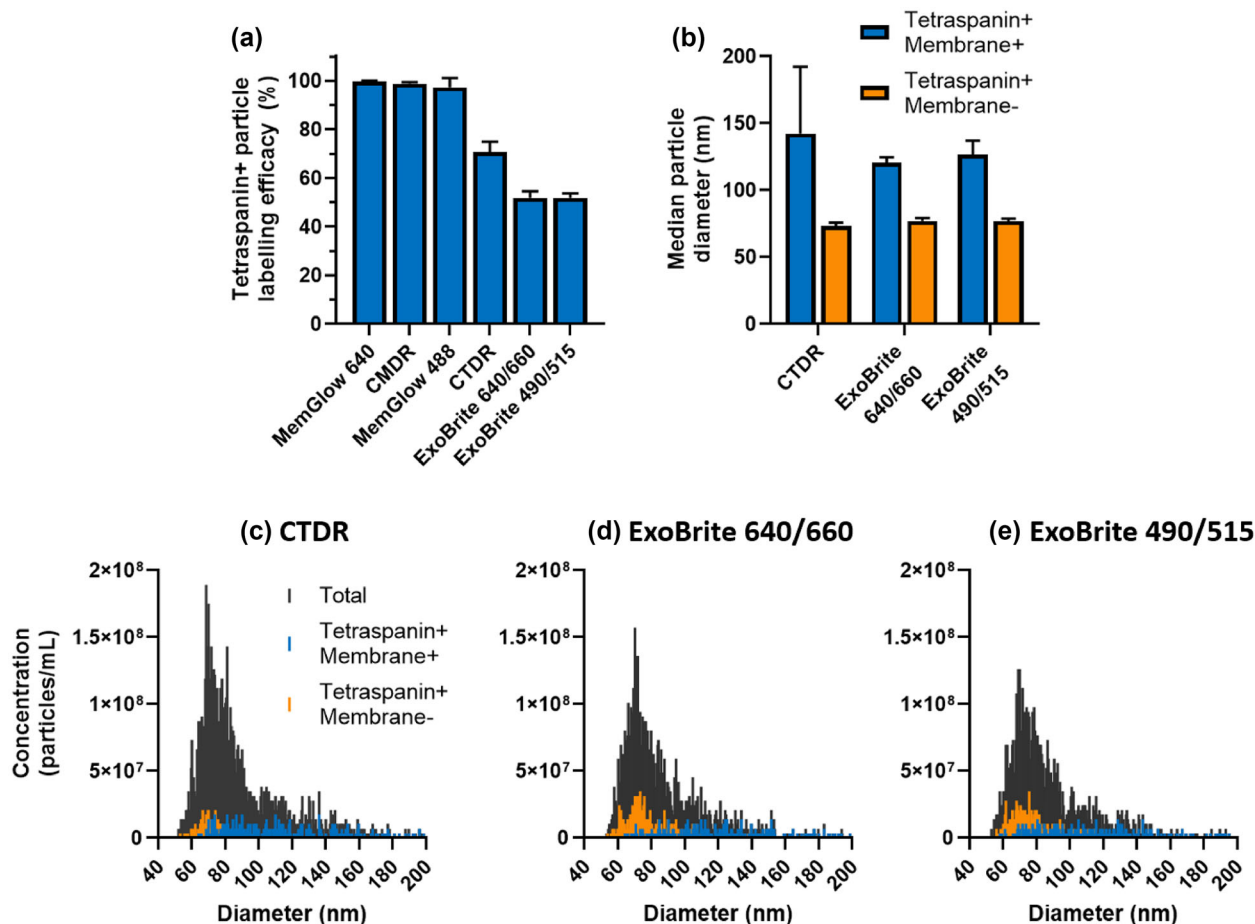 (a)
Tetraspanin+ particle
labelling efficacy (%)
100
80
60
40
20
0
MemGlow 640
CMDR
MemGlow 488
CTDR
ExoBrite 640/660
ExoBrite 490/515
(b)
Tetraspanin+
Membrane+
Tetraspanin+
Membrane-
Median particle
diameter (nm)
200
150
100
50
0
CTDR
ExoBrite
640/660
ExoBrite
490/515
(c) CTDR
Concentration
(particles/mL)
2×10⁸
1.5×10⁸
1×10⁸
5×10⁷
0
Total
Tetraspanin+
Membrane+
Tetraspanin+
Membrane-
40
60
80
100
120
140
160
180
200
Diameter (nm)
(d) ExoBrite 640/660
2×10⁸
1.5×10⁸
1×10⁸
5×10⁷
0
40
60
80
100
120
140
160
180
200
Diameter (nm)
(e) ExoBrite 490/515
2×10⁸
1.5×10⁸
1×10⁸
5×10⁷
0
40
60
80
100
120
140
160
180
200
Diameter (nm)